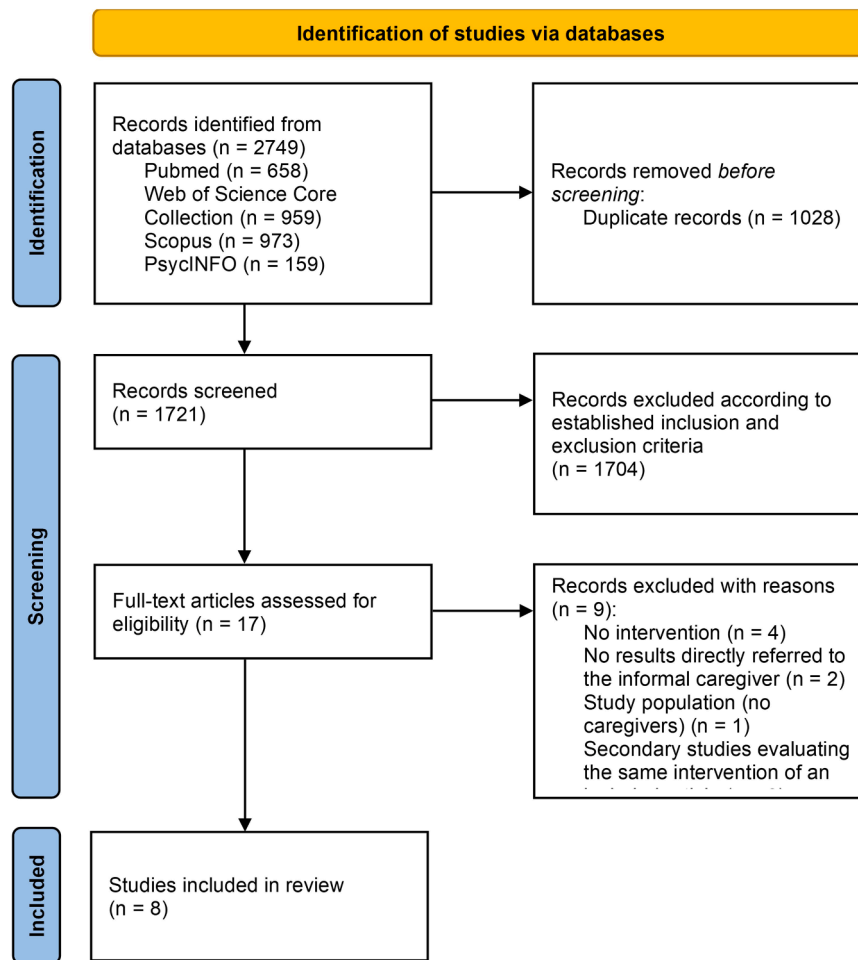 Identification of studies via databases
Identification
Records identified from
databases (n = 2749)
Pubmed (n = 658)
Web of Science Core
Collection (n = 959)
Scopus (n = 973)
PsycINFO (n = 159)
Records removed before
screening:
Duplicate records (n = 1028)
Screening
Records screened
(n = 1721)
Records excluded according to
established inclusion and
exclusion criteria
(n = 1704)
Full-text articles assessed for
eligibility (n = 17)
Records excluded with reasons
(n = 9):
No intervention (n = 4)
No results directly referred to
the informal caregiver (n = 2)
Study population (no
caregivers) (n = 1)
Secondary studies evaluating
the same intervention of an
Included
Studies included in review
(n = 8)